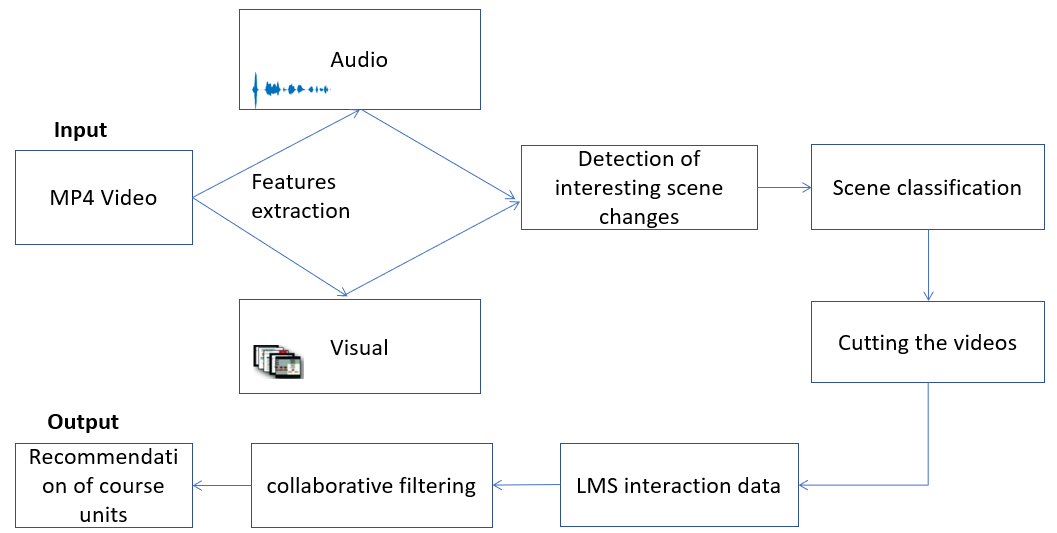 Audio
Input
MP4 Video
Features
extraction
Detection of
interesting scene
changes
Scene classification
Visual
Cutting the videos
Output
Recommendati
on of course
units
collaborative filtering
LMS interaction data